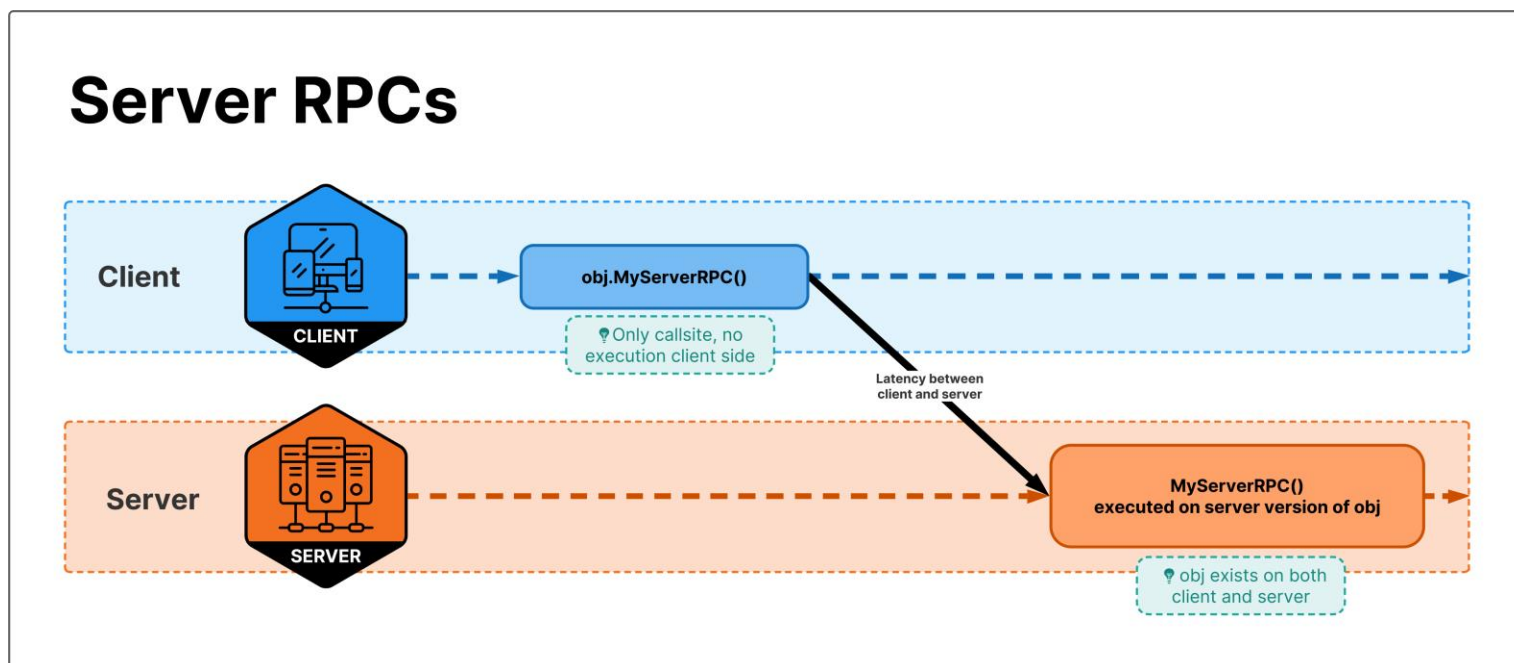 Server RPCs
Client
CLIENT
obj.MyServerRPC()
Only callsite, no
execution client side
Latency between
client and server
Server
SERVER
MyServerRPC()
executed on server version of obj
obj exists on both
client and server